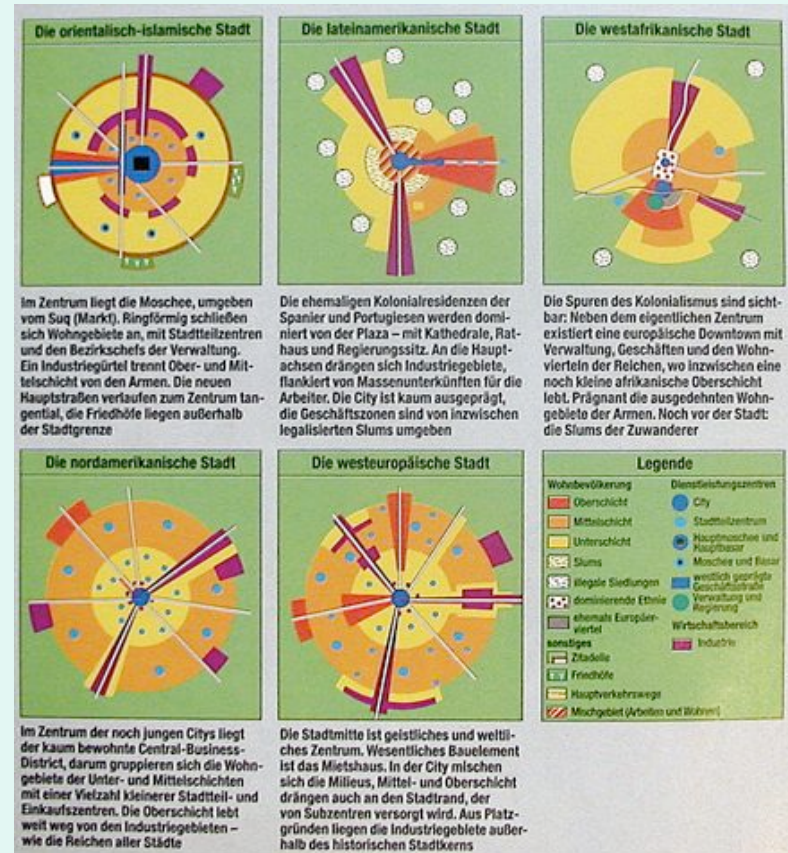 Die orientalisch-islamische Stadt
Im Zentrum liegt die Moschee, umgeben
vom Suq (Markt). Ringförmig schließen
sich Wohngebiete an, mit Stadtteilzentren
und den Bezirkschefs der Verwaltung.
Ein Industriegürtel trennt Ober- und Mit-
telschicht von den Armen. Die neuen
Hauptstraßen verlaufen zum Zentrum tan-
gential, die Friedhöfe liegen außerhalb
der Stadtgrenze
Die lateinamerikanische Stadt
Die ehemaligen Kolonialresidenzen der
Spanier und Portugiesen werden domi-
niert von der Plaza – mit Kathedrale, Rat-
haus und Regierungssitz. An die Haupt-
achsen drängen sich Industriegebiete,
flankiert von Massenunterkünften für die
Arbeiter. Die City ist kaum ausgeprägt,
die Geschäftszonen sind von inzwischen
legalisierten Slums umgeben
Die westafrikanische Stadt
Die Spuren des Kolonialismus sind sicht-
bar: Neben dem eigentlichen Zentrum
existiert eine europäische Downtown mit
Verwaltung, Geschäften und den Wohn-
vierteln der Reichen, wo inzwischen eine
noch kleine afrikanische Oberschicht
lebt. Prägnant die ausgedehnten Wohn-
gebiete der Armen. Noch vor der Stadt:
die Slums der Zuwanderer
Die nordamerikanische Stadt
Im Zentrum der noch jungen Citys liegt
der kaum bewohnte Central-Business-
District, darum gruppieren sich die Wohn-
gebiete der Unter- und Mittelschichten
mit einer Vielzahl kleinerer Stadtteil- und
Einkaufszentren. Die Oberschicht lebt
weit weg von den Industriegebieten –
wie die Reichen aller Städte
Die westeuropäische Stadt
Die Stadtmitte ist geistliches und weltli-
ches Zentrum. Wesentliches Bauelement
ist das Mietshaus. In der City mischen
sich die Milieus, Mittel- und Oberschicht
drängen auch an den Stadtrand, der
von Subzentren versorgt wird. Aus Platz-
gründen liegen die Industriegebiete außer-
halb des historischen Stadtkerns
Legende
Wohnbevölkerung
Oberschicht
Mittelschicht
Unterschicht
Slums
illegale Siedlungen
dominierende Ethnie
ehemals Europäer-
viertel
sonstiges
Zitadelle
Friedhöfe
Hauptverkehrswege
Mischgebiet (Arbeiten und Wohnen)
Dienstleistungszentren
City
Stadtteilzentrum
Hauptmoschee und
Hauptbasar
Moschee und Basar
westlich geprägte
Geschäftsstraße
Verwaltung und
Regierung
Wirtschaftsbereich
Industrie